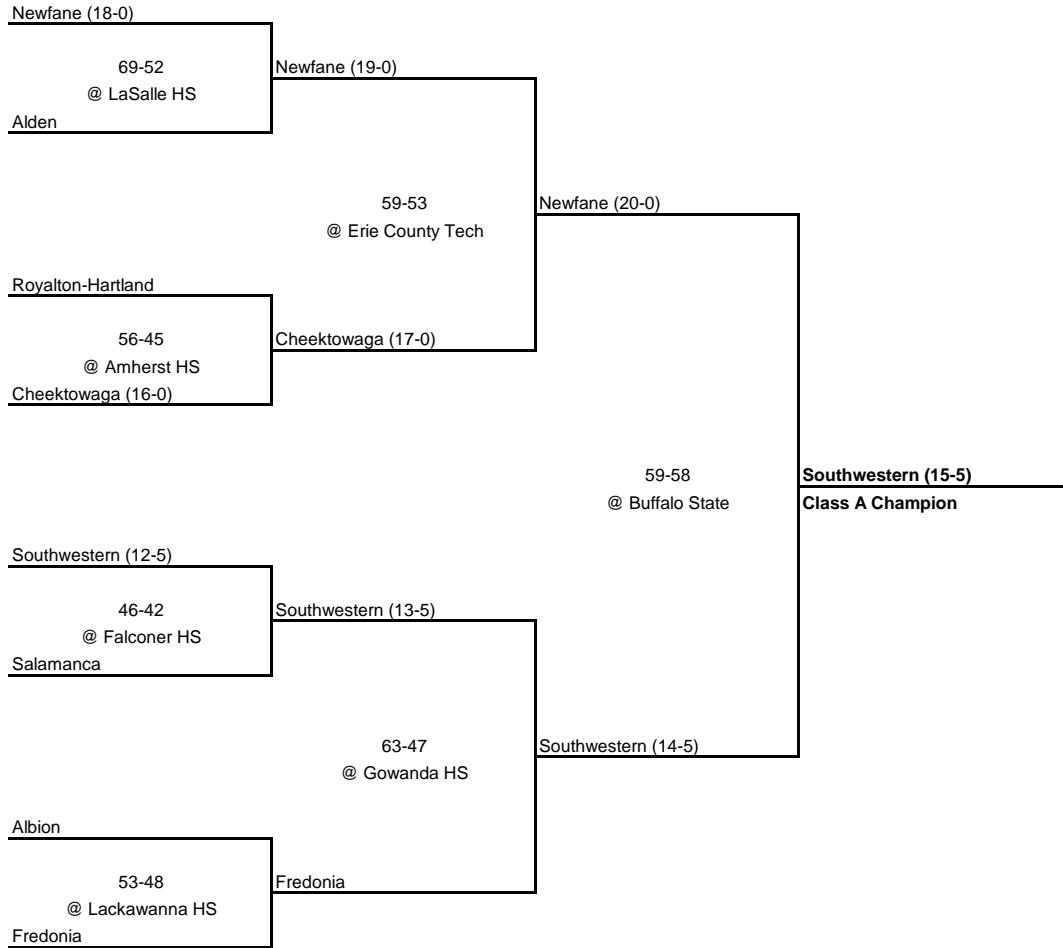 Newfane (18-0)
69-52
@ LaSalle HS
Newfane (19-0)
Alden
59-53
@ Erie County Tech
Newfane (20-0)
Royalton-Hartland
56-45
@ Amherst HS
Cheektowaga (17-0)
Cheektowaga (16-0)
59-58
@ Buffalo State
Southwestern (15-5)
Class A Champion
Southwestern (12-5)
46-42
@ Falconer HS
Southwestern (13-5)
Salamanca
63-47
@ Gowanda HS
Southwestern (14-5)
Albion
53-48
@ Lackawanna HS
Fredonia
Fredonia